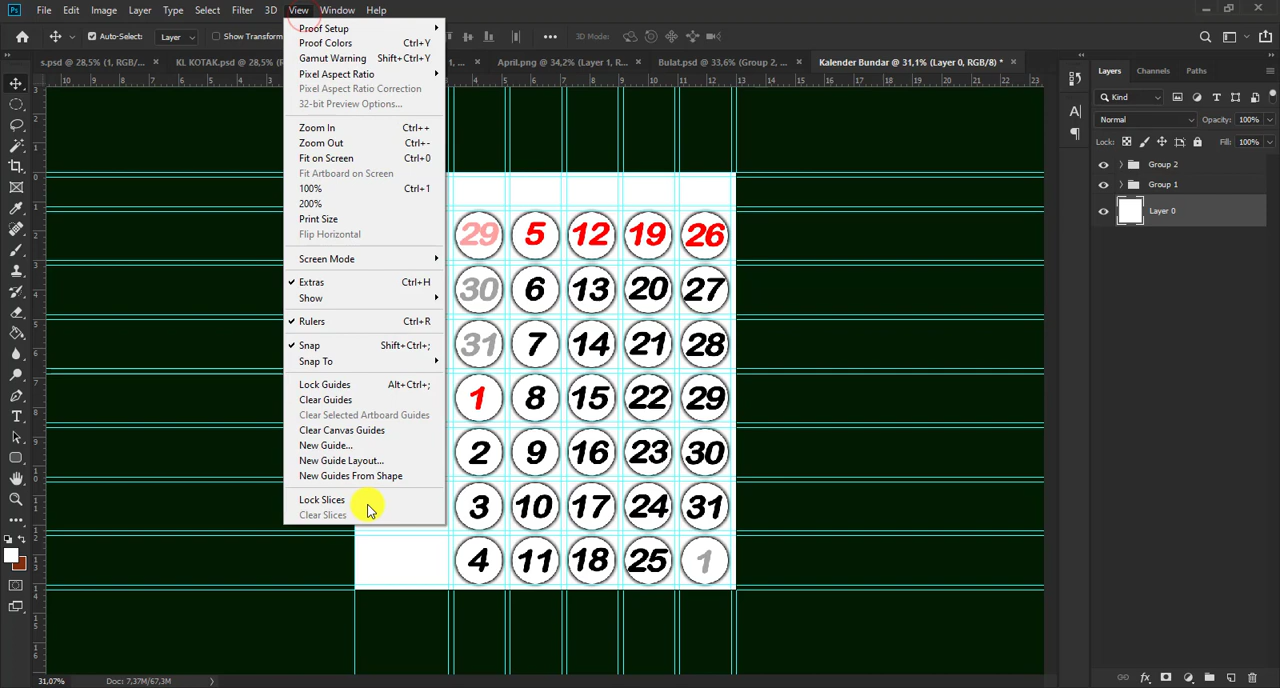 Ps File Edit Image Layer Type Select Filter 3D View Window Help
Auto-Select: Layer Show Transform 3D Mode:
s.psd @ 28,5% (1, RGB/... KL KOTAK.psd @ 28,5% 1, ... April.png @ 34,2% (Layer 1, R... Bulat.psd @ 33,6% (Group 2, ... Kalender Bundar @ 31,1% (Layer 0, RGB/8) *
Proof Setup
Proof Colors Ctrl+Y
Gamut Warning Shift+Ctrl+Y
Pixel Aspect Ratio
Pixel Aspect Ratio Correction
32-bit Preview Options...
Zoom In Ctrl++
Zoom Out Ctrl+-
Fit on Screen Ctrl+0
Fit Artboard on Screen
100% Ctrl+1
200%
Print Size
Flip Horizontal
Screen Mode
Extras Ctrl+H
Show
Rulers Ctrl+R
Snap Shift+Ctrl+;
Snap To
Lock Guides Alt+Ctrl+;
Clear Guides
Clear Selected Artboard Guides
Clear Canvas Guides
New Guide...
New Guide Layout...
New Guides From Shape
Lock Slices
Clear Slices
29 5 12 19 26
30 6 13 20 27
31 7 14 21 28
1 8 15 22 29
2 9 16 23 30
3 10 17 24 31
4 11 18 25 1
Layers Channels Paths
Kind
Normal Opacity: 100%
Lock: Fill: 100%
Group 2
Group 1
Layer 0
31,07% Doc: 7,37M/67,3M